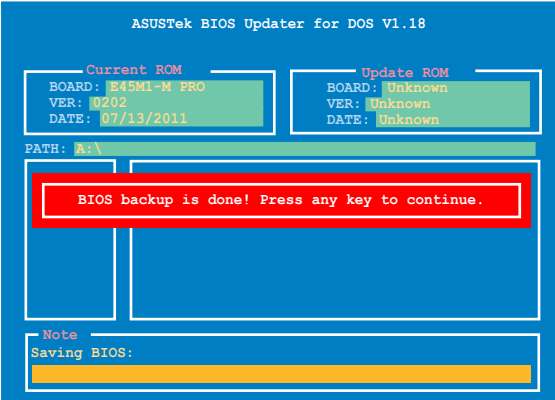 ASUSTek BIOS Updater for DOS V1.18
Current ROM
BOARD: E45M1-M PRO
VER: 0202
DATE: 07/13/2011
Update ROM
BOARD: Unknown
VER: Unknown
DATE: Unknown
PATH: A:\
BIOS backup is done! Press any key to continue.
Note
Saving BIOS: